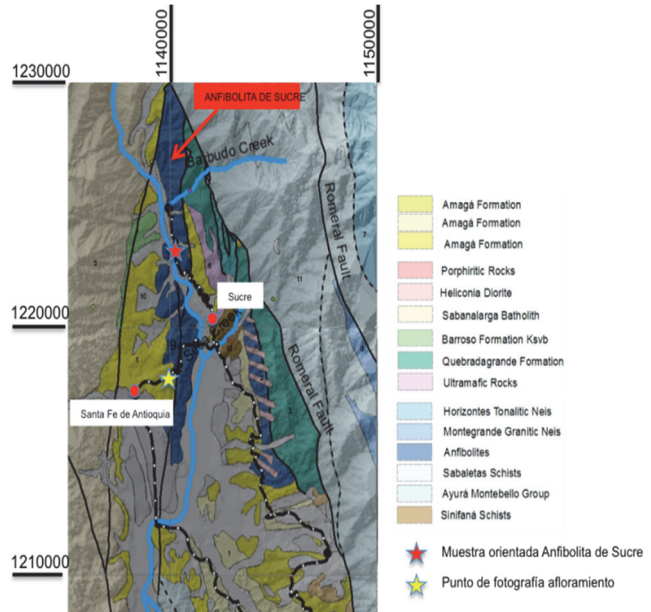 1140000
1150000
1230000
ANFIBOLITA DE SUCRE
Barbudo Creek
Romeral Fault
Sucre
1220000
Romeral Fault
Santa Fe de Antioquia
1210000
Amagá Formation
Amagá Formation
Amagá Formation
Porphiritic Rocks
Heliconia Diorite
Sabanalarga Batholith
Barroso Formation Ksvb
Quebradagrande Formation
Ultramafic Rocks
Horizontes Tonalitic Neis
Montegrande Granitic Neis
Anfibolites
Sabaletas Schists
Ayurá Montebello Group
Sinifaná Schists
Muestra orientada Anfibolita de Sucre
Punto de fotografía afloramiento